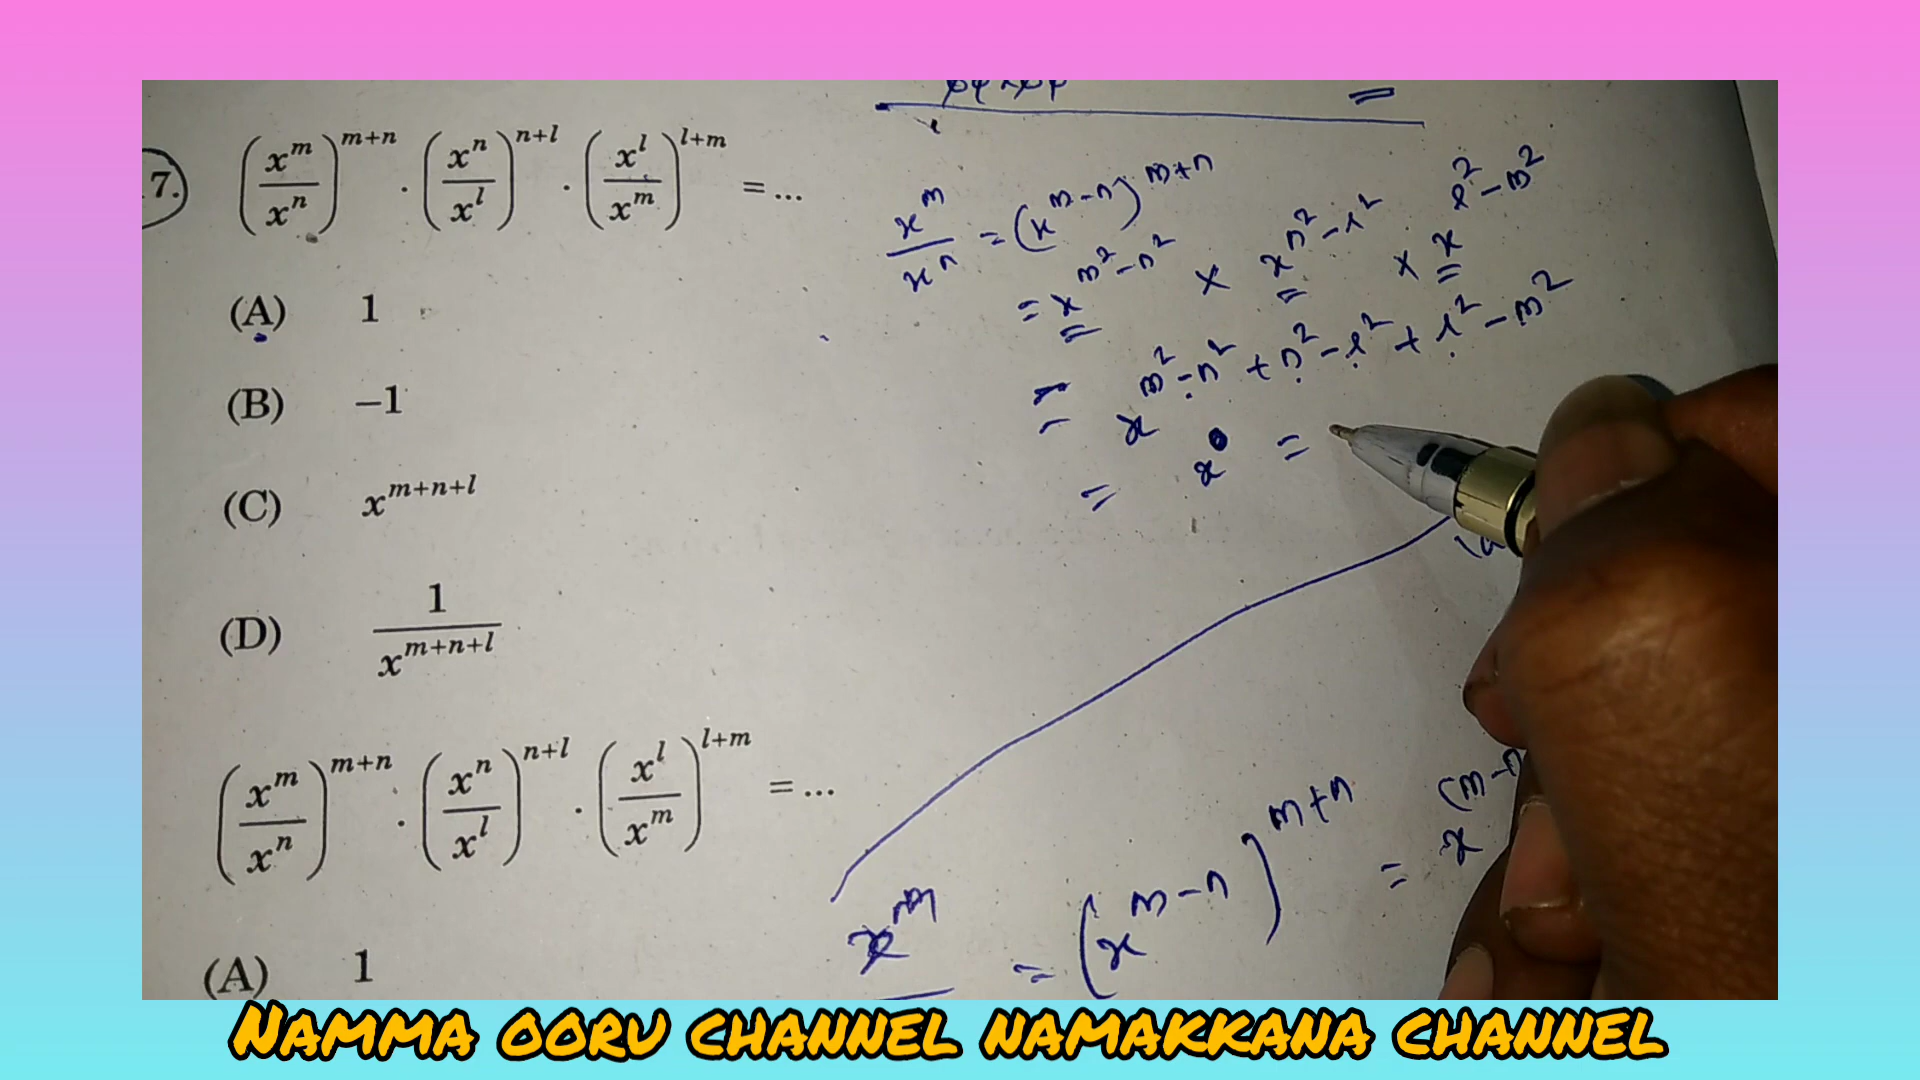 7. (x^m/x^n)^(m+n) · (x^n/x^l)^(n+l) · (x^l/x^m)^(l+m) = ...
(A) 1
(B) −1
(C) x^(m+n+l)
(D) 1/x^(m+n+l)
(x^m/x^n)^(m+n) · (x^n/x^l)^(n+l) · (x^l/x^m)^(l+m) = ...
(A) 1
=
x^m/x^n = (x^(m-n))^(m+n)
= x^(m²-n²) × x^(n²-l²) × x^(l²-m²)
= x^(m²-n²+n²-l²+l²-m²)
= x^0 =
x^m = (x^(m-n))^(m+n) = x^(m-n
Namma ooru channel namakkana channel